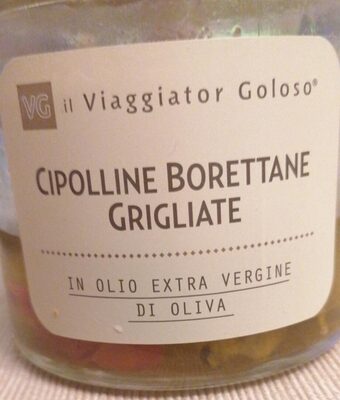 VG il Viaggiator Goloso®
CIPOLLINE BORETTANE
GRIGLIATE
IN OLIO EXTRA VERGINE
DI OLIVA